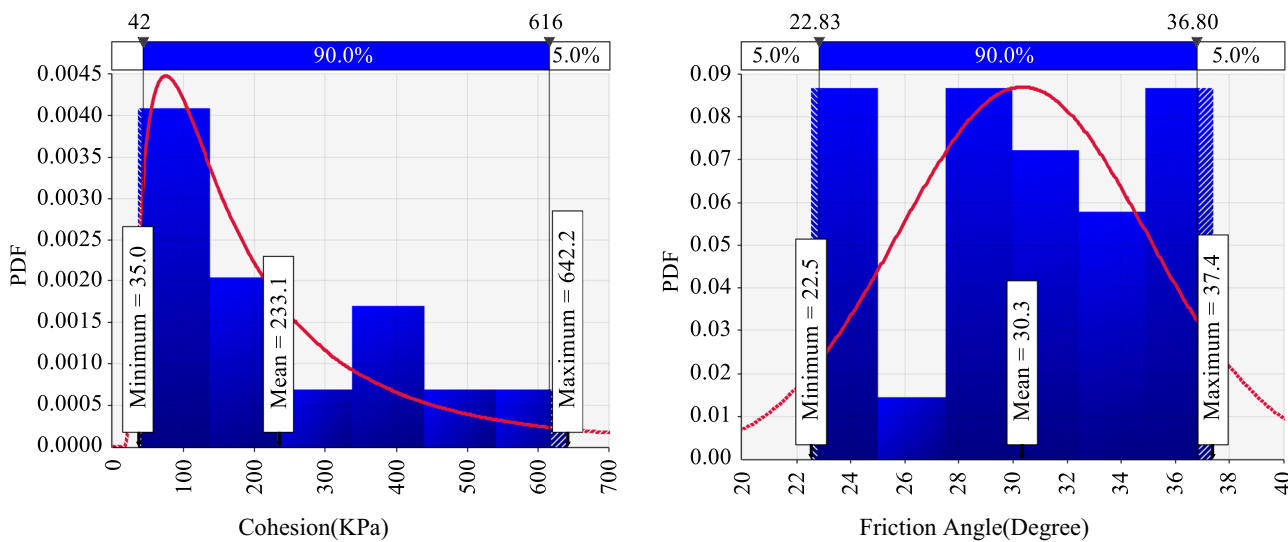 42 616
90.0% 5.0%
0.0045
0.0040
0.0035
0.0030
0.0025
0.0020
0.0015
0.0010
0.0005
0.0000
PDF
Minimum = 35.0
Mean = 233.1
Maximum = 642.2
0 100 200 300 400 500 600 700
Cohesion(KPa)
22.83 36.80
5.0% 90.0% 5.0%
0.09
0.08
0.07
0.06
0.05
0.04
0.03
0.02
0.01
0.00
PDF
Minimum = 22.5
Mean = 30.3
Maximum = 37.4
20 22 24 26 28 30 32 34 36 38 40
Friction Angle(Degree)